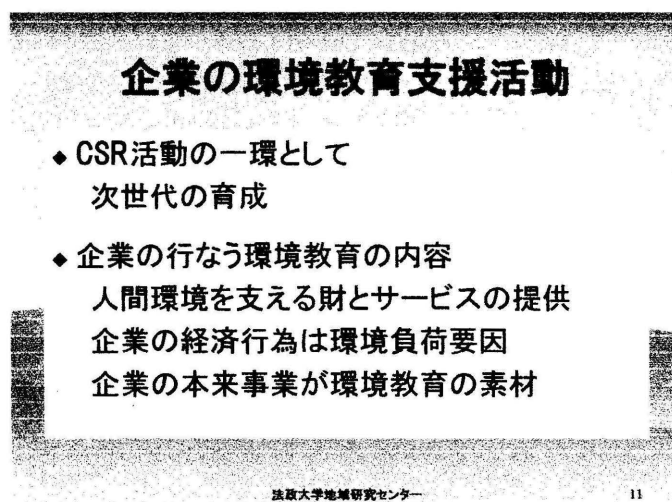 企業の環境教育支援活動
◆ CSR活動の一環として
次世代の育成
◆ 企業の行なう環境教育の内容
人間環境を支える財とサービスの提供
企業の経済行為は環境負荷要因
企業の本来事業が環境教育の素材
法政大学地域研究センター
11